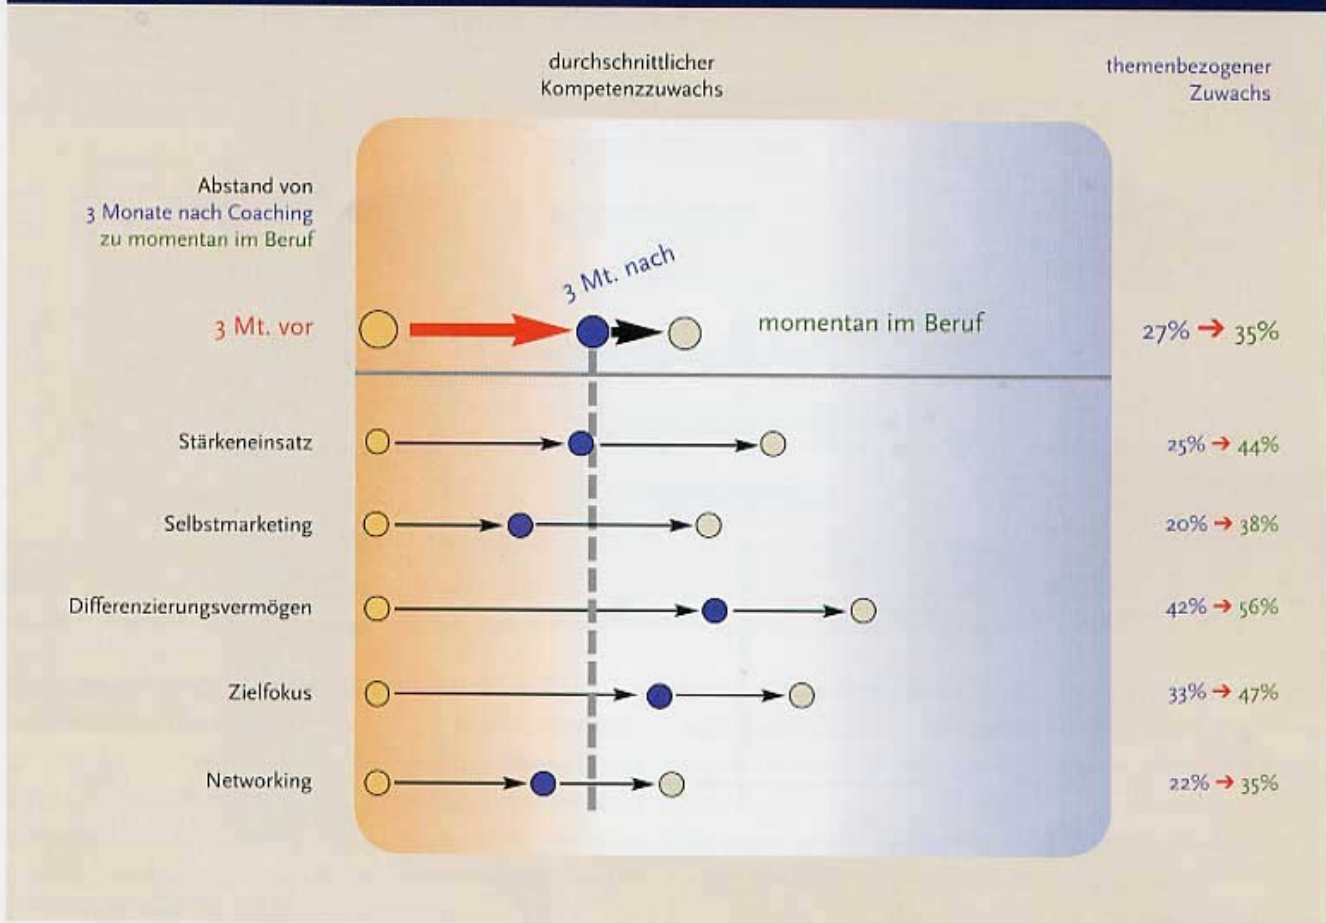 durchschnittlicher
Kompetenzzuwachs
themenbezogener
Zuwachs
Abstand von
3 Monate nach Coaching
zu momentan im Beruf
3 Mt. nach
3 Mt. vor
momentan im Beruf
27% → 35%
Stärkeneinsatz
25% → 44%
Selbstmarketing
20% → 38%
Differenzierungsvermögen
42% → 56%
Zielfokus
33% → 47%
Networking
22% → 35%